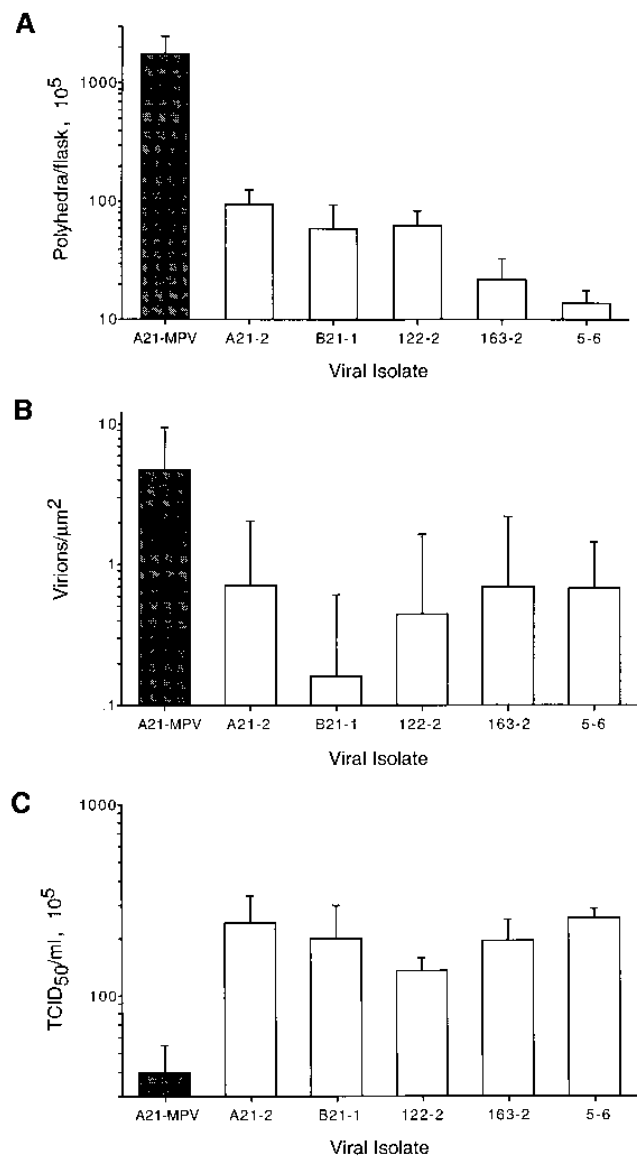 A
Polyhedra/flask, 10⁵
1000
100
10
A21-MPV A21-2 B21-1 122-2 163-2 5-6
Viral Isolate
B
Virions/µm²
10
1
.1
A21-MPV A21-2 B21-1 122-2 163-2 5-6
Viral Isolate
C
TCID₅₀/ml, 10⁵
1000
100
A21-MPV A21-2 B21-1 122-2 163-2 5-6
Viral Isolate